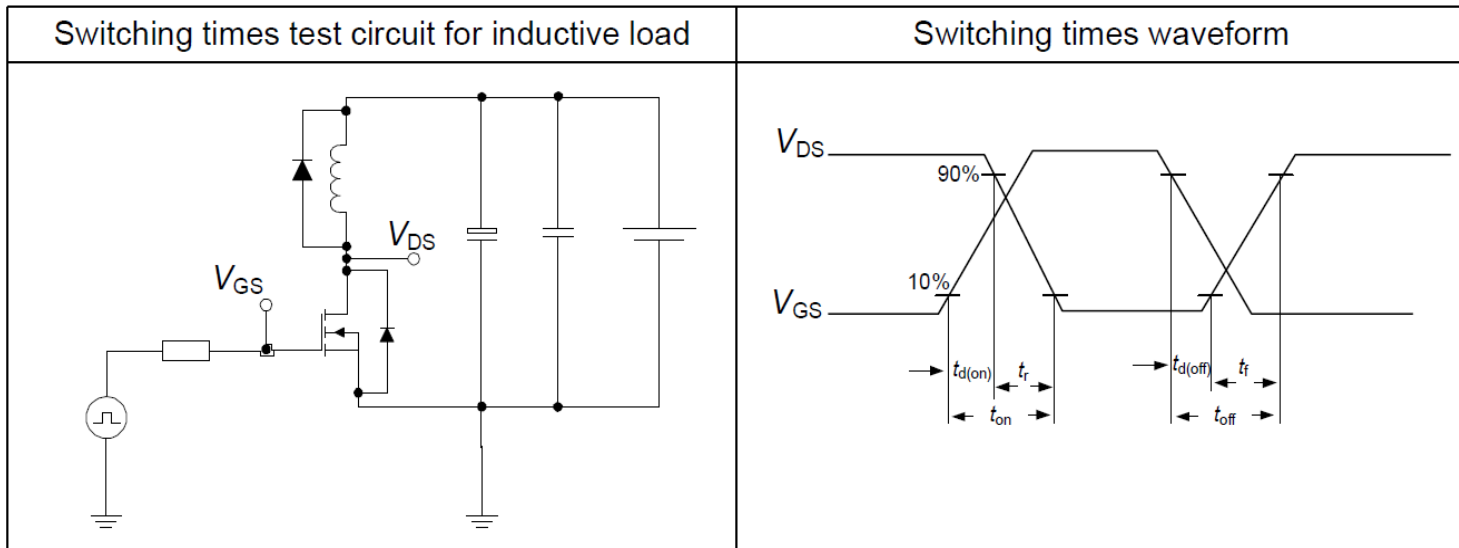 Switching times test circuit for inductive load
Switching times waveform
VDS
VGS
VDS
90%
10%
VGS
td(on)
tr
td(off)
tf
ton
toff